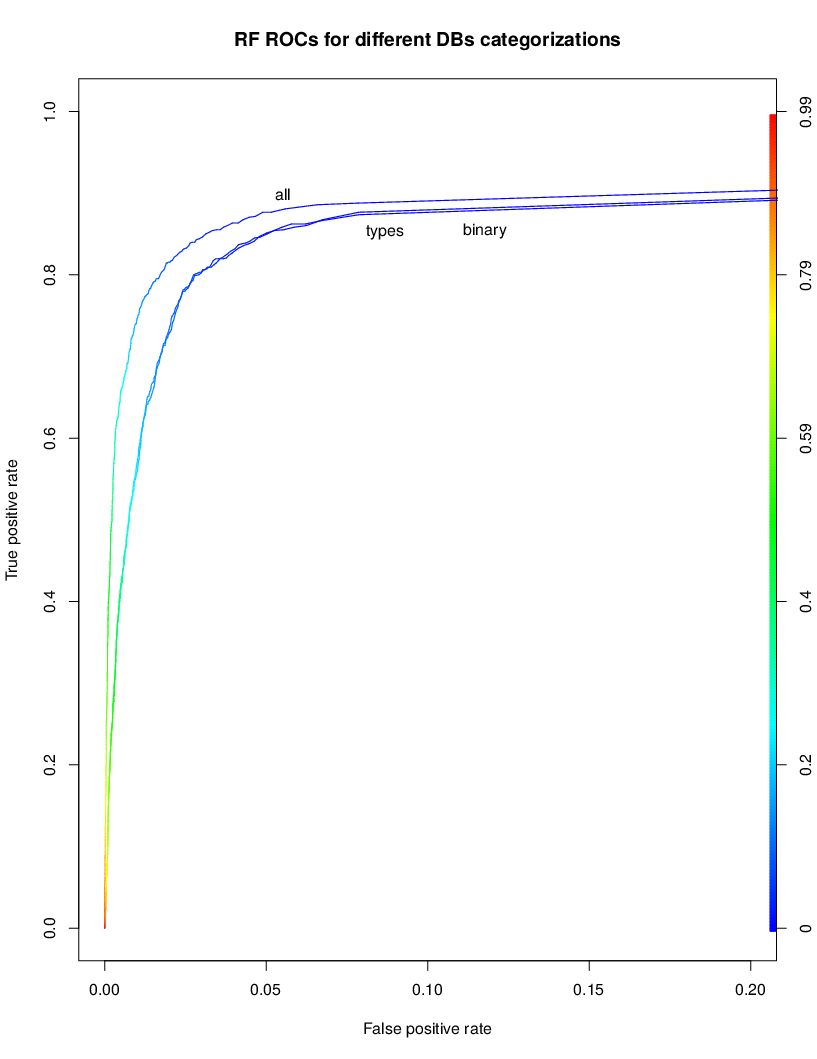 RF ROCs for different DBs categorizations
True positive rate
1.0
0.8
0.6
0.4
0.2
0.0
all
types
binary
0.99
0.79
0.59
0.4
0.2
0
0.00
0.05
0.10
0.15
0.20
False positive rate